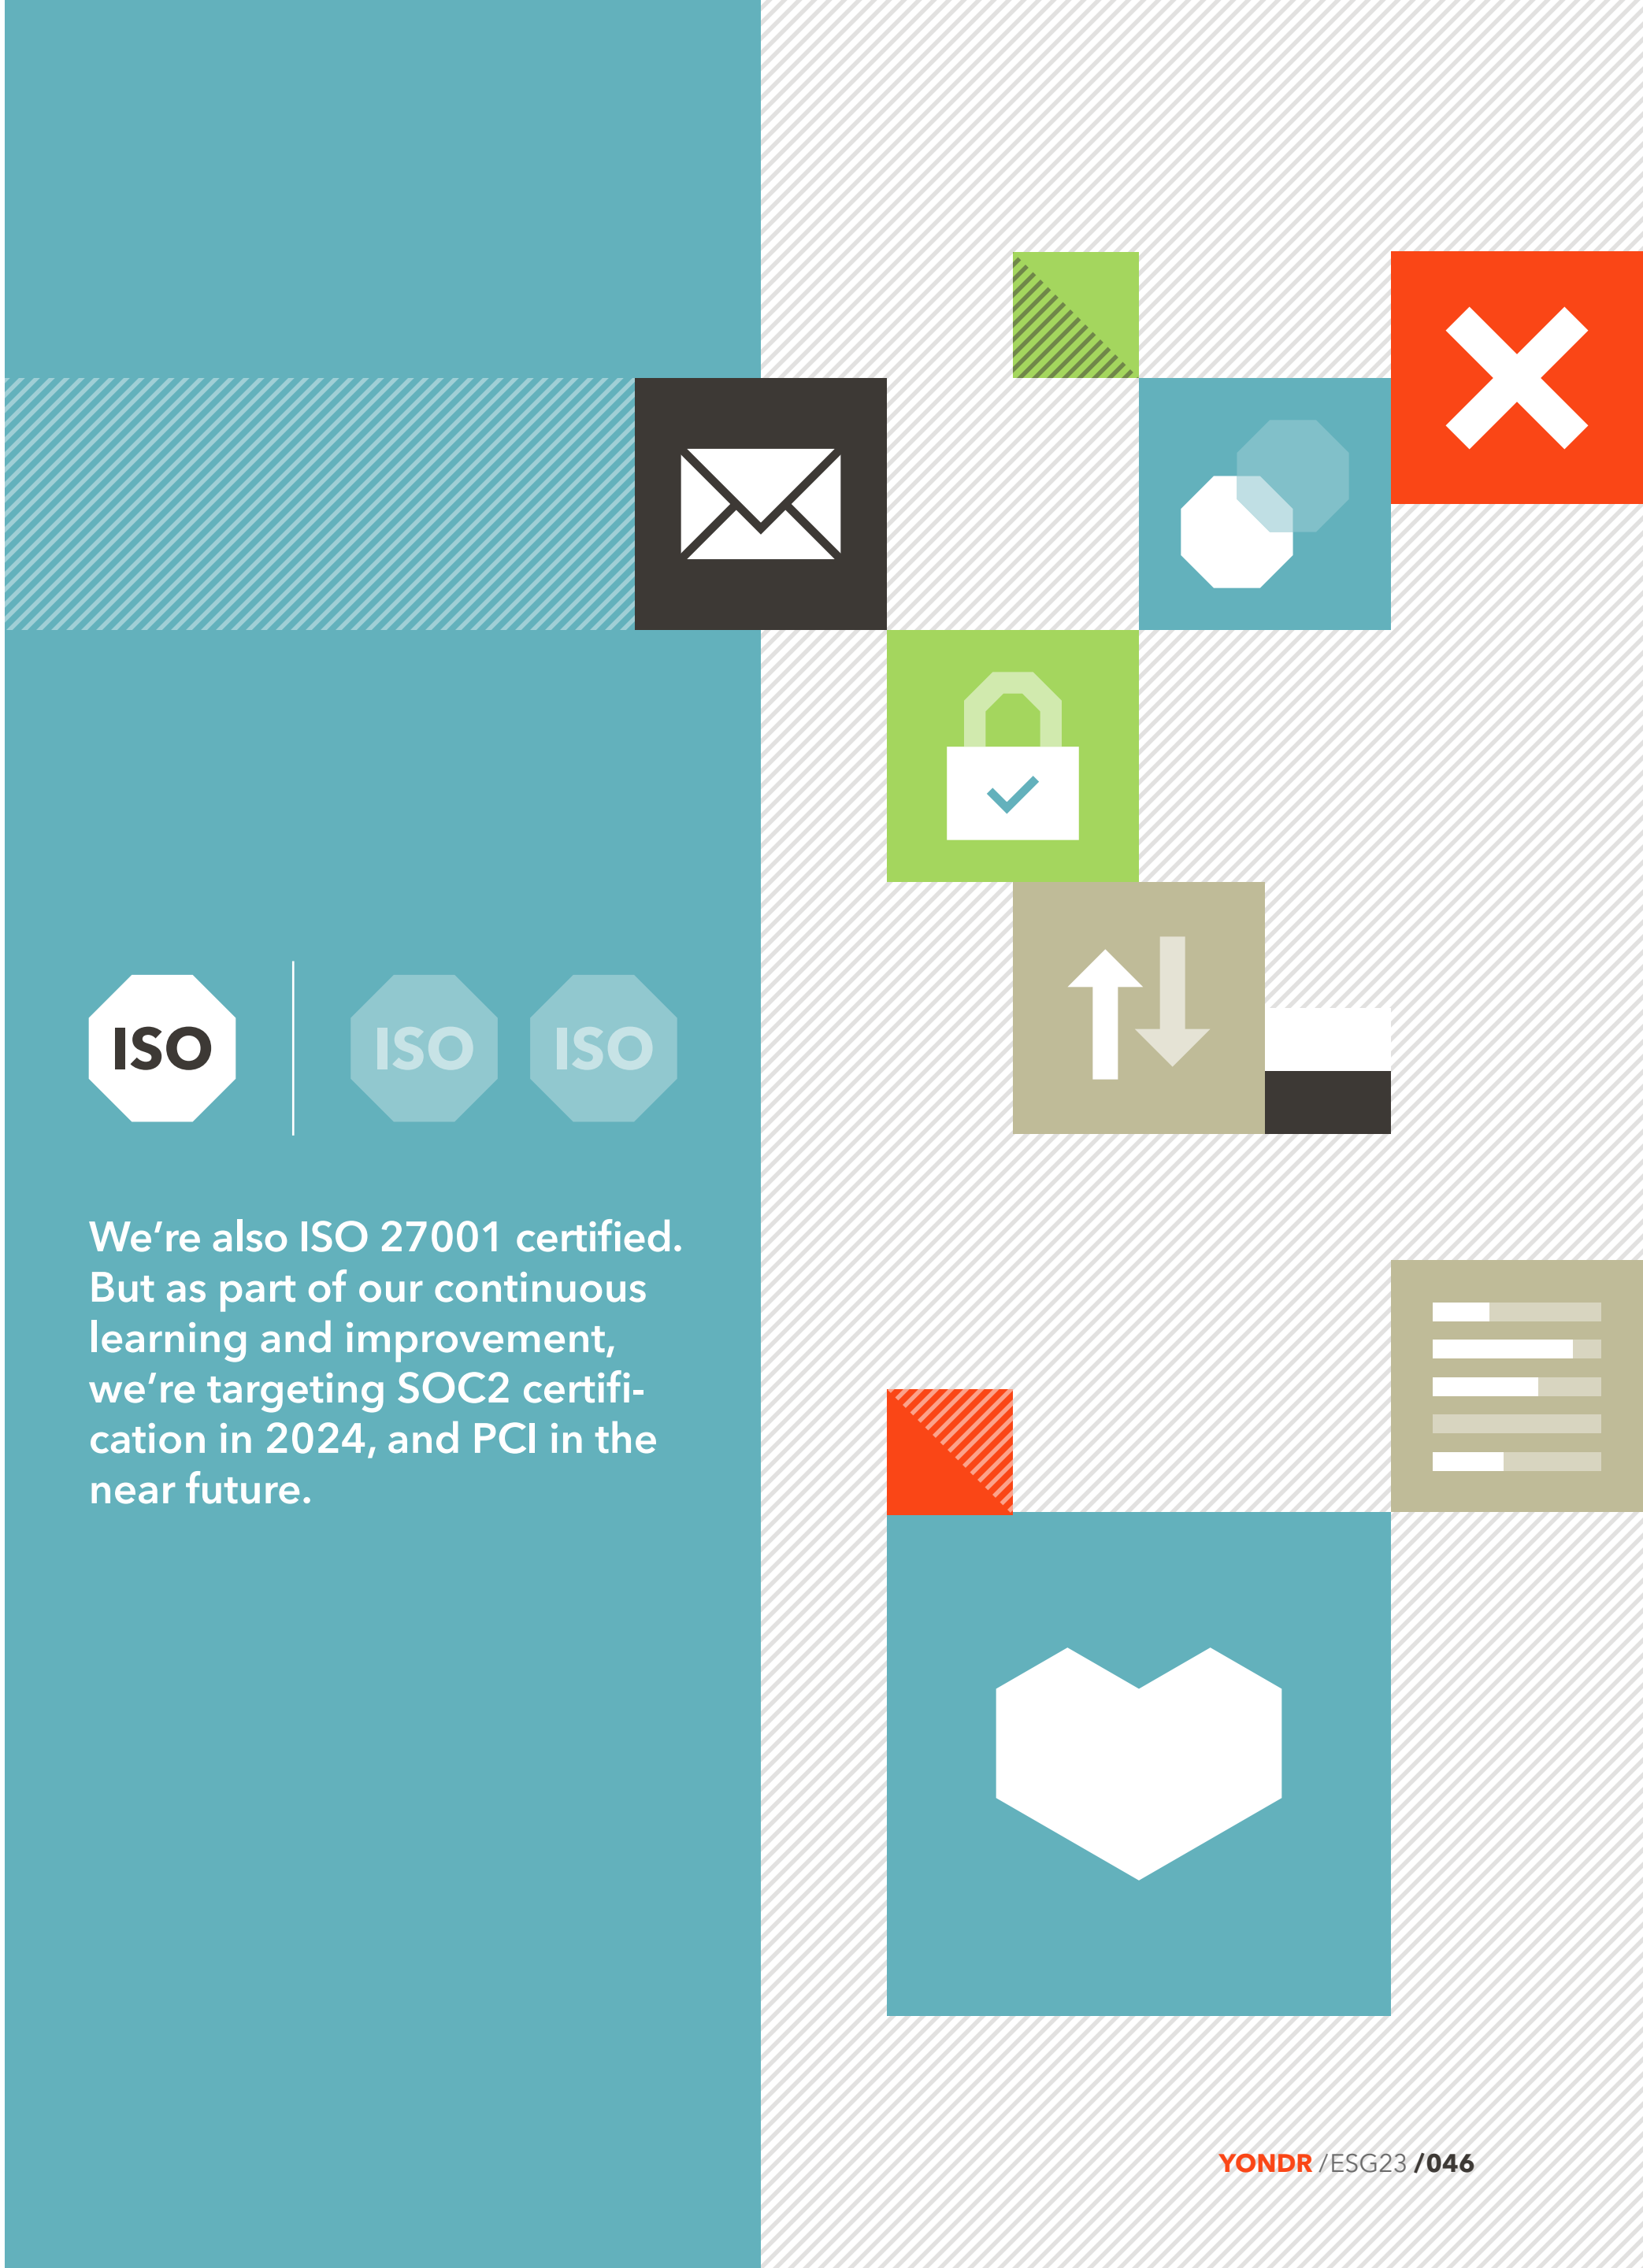 ISO
ISO ISO
We’re also ISO 27001 certified.
But as part of our continuous
learning and improvement,
we’re targeting SOC2 certifi-
cation in 2024, and PCI in the
near future.
YONDR /ESG23 /046